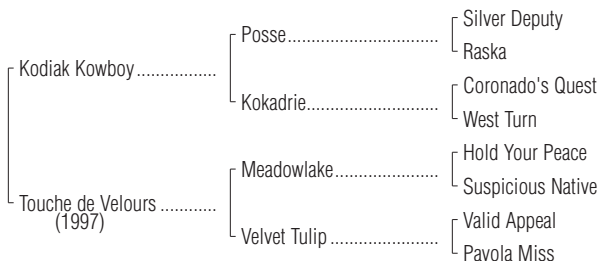 Silver Deputy
Posse
Raska
Kodiak Kowboy
Coronado's Quest
Kokadrie
West Turn
Hold Your Peace
Meadowlake
Suspicious Native
Touche de Velours
(1997)
Valid Appeal
Velvet Tulip
Pavola Miss